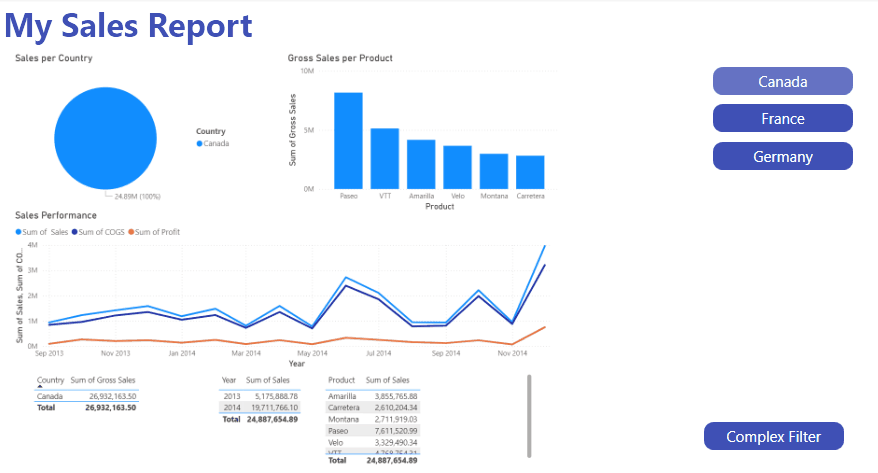 My Sales Report
Sales per Country
Country
Canada
24.89M (100%)
Gross Sales per Product
Sum of Gross Sales
10M
5M
0M
Paseo VTT Amarilla Velo Montana Carretera
Product
Canada
France
Germany
Sales Performance
Sum of Sales Sum of COGS Sum of Profit
Sum of Sales, Sum of CO...
4M
3M
2M
1M
0M
Sep 2013 Nov 2013 Jan 2014 Mar 2014 May 2014 Jul 2014 Sep 2014 Nov 2014
Year
Country Sum of Gross Sales
Canada 26,932,163.50
Total 26,932,163.50
Year Sum of Sales
2013 5,175,888.78
2014 19,711,766.10
Total 24,887,654.89
Product Sum of Sales
Amarilla 3,855,765.88
Carretera 2,610,204.34
Montana 2,711,919.03
Paseo 7,611,520.99
Velo 3,329,490.34
VTT 4,768,754.31
Total 24,887,654.89
Complex Filter